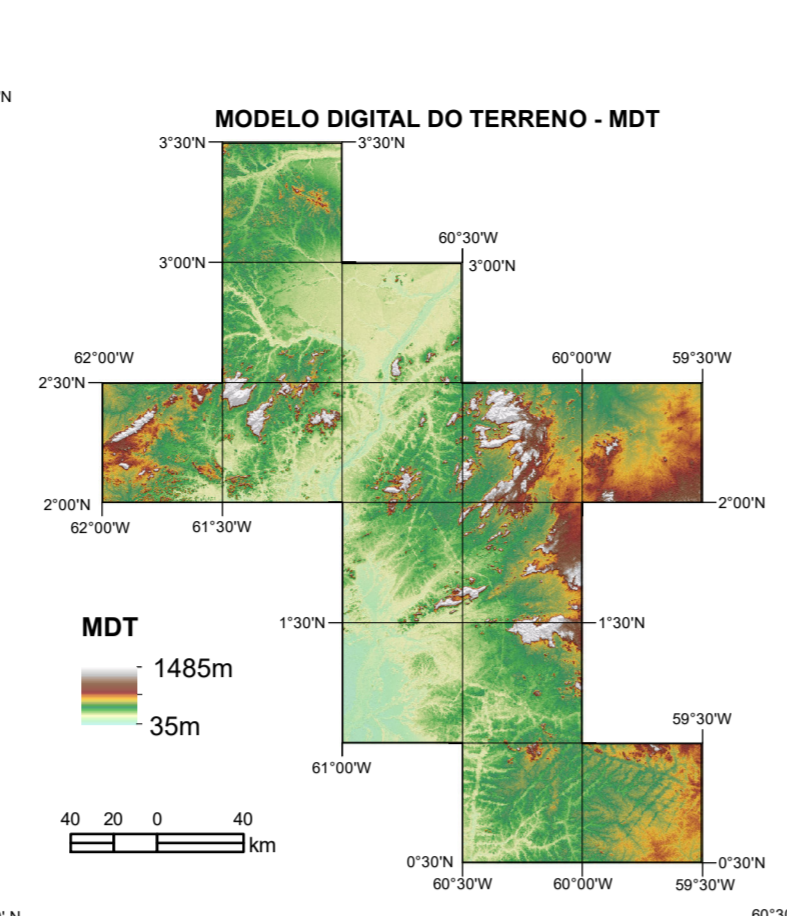 'N
MODELO DIGITAL DO TERRENO - MDT
3°30'N
3°30'N
60°30'W
3°00'N
3°00'N
62°00'W
60°00'W
59°30'W
2°30'N
2°00'N
2°00'N
62°00'W
61°30'W
MDT
1°30'N
1°30'N
1485m
35m
59°30'W
61°00'W
40 20 0 40
km
0°30'N
0°30'N
60°30'W
60°00'W
59°30'W